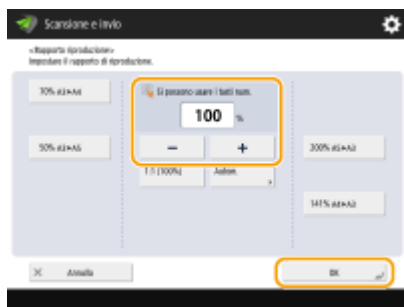 Scansione e invio
<Rapporto riproduzione>
Impostare il rapporto di riproduzione.
Si possono usare i tasti num.
70% A3→A4
100 %
50% A3→A5
- +
200% A5→A3
1:1 (100%) Autom.
141% A4→A3
× Annulla
OK